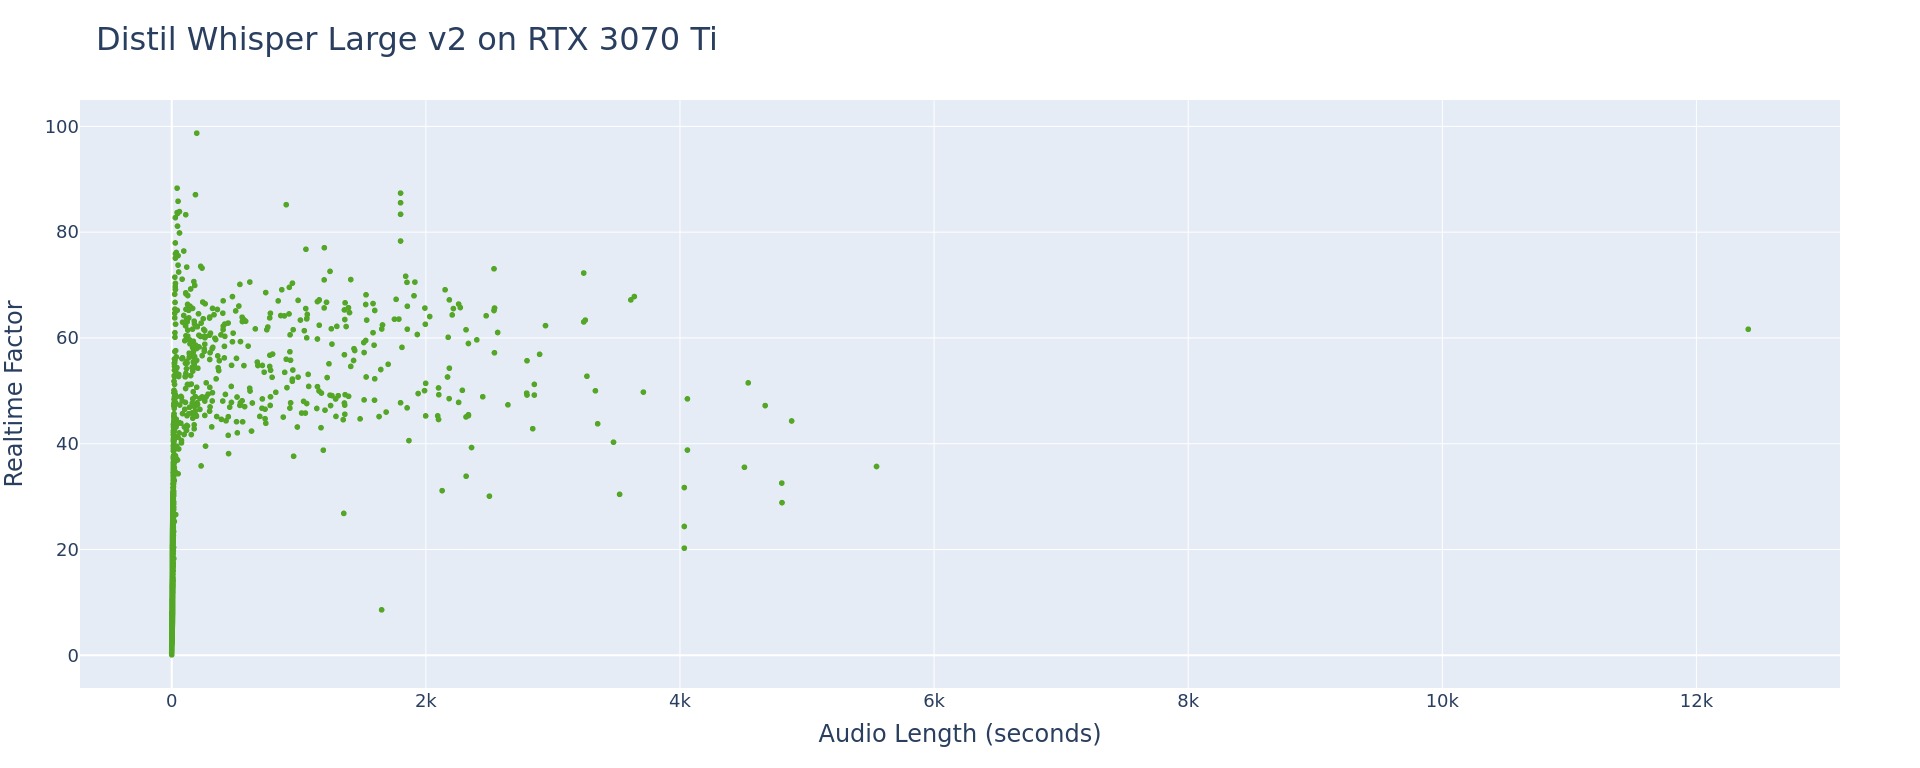 Distil Whisper Large v2 on RTX 3070 Ti
Realtime Factor
100
80
60
40
20
0
0 2k 4k 6k 8k 10k 12k
Audio Length (seconds)